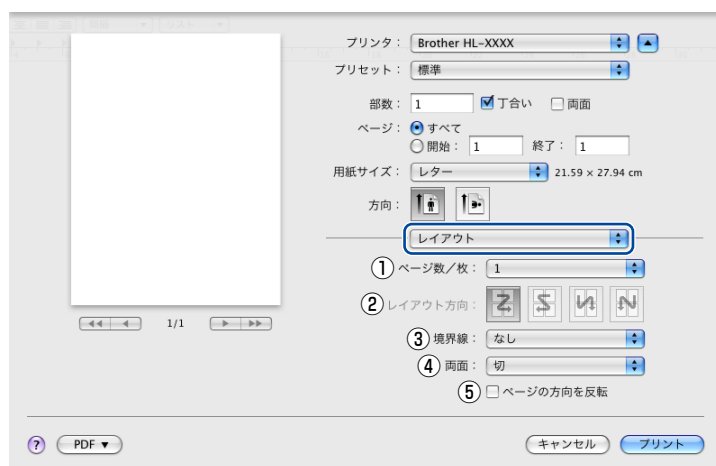 プリンタ： Brother HL-XXXX
プリセット： 標準
部数： 1 丁合い 両面
ページ： すべて
開始： 1 終了： 1
用紙サイズ： レター 21.59 × 27.94 cm
方向：
レイアウト
① ページ数／枚： 1
② レイアウト方向：
③ 境界線： なし
④ 両面： 切
⑤ ページの方向を反転
1/1
? PDF ▼ キャンセル プリント